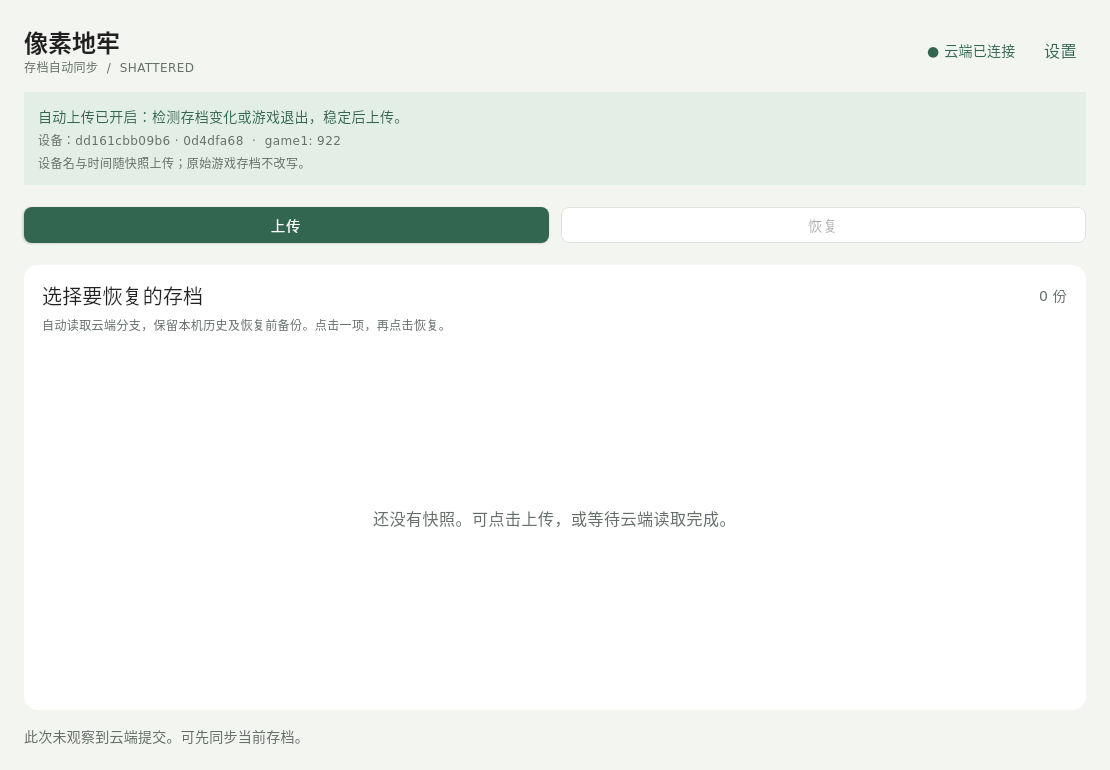 像素地牢
存档自动同步 / SHATTERED
● 云端已连接
设置
自动上传已开启：检测存档变化或游戏退出，稳定后上传。
设备：dd161cbb09b6 · 0d4dfa68 · game1: 922
设备名与时间随快照上传；原始游戏存档不改写。
上传
恢复
选择要恢复的存档
0 份
自动读取云端分支，保留本机历史及恢复前备份。点击一项，再点击恢复。
还没有快照。可点击上传，或等待云端读取完成。
此次未观察到云端提交。可先同步当前存档。